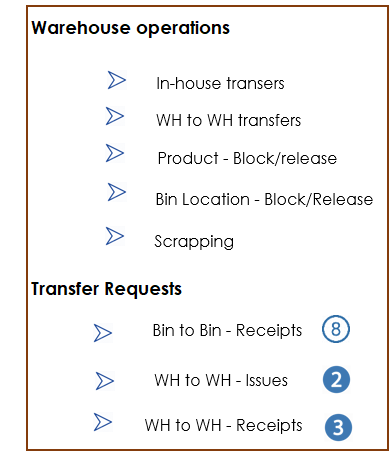 Warehouse operations
In-house transers
WH to WH transfers
Product - Block/release
Bin Location - Block/Release
Scrapping
Transfer Requests
Bin to Bin - Receipts 8
WH to WH - Issues 2
WH to WH - Receipts 3